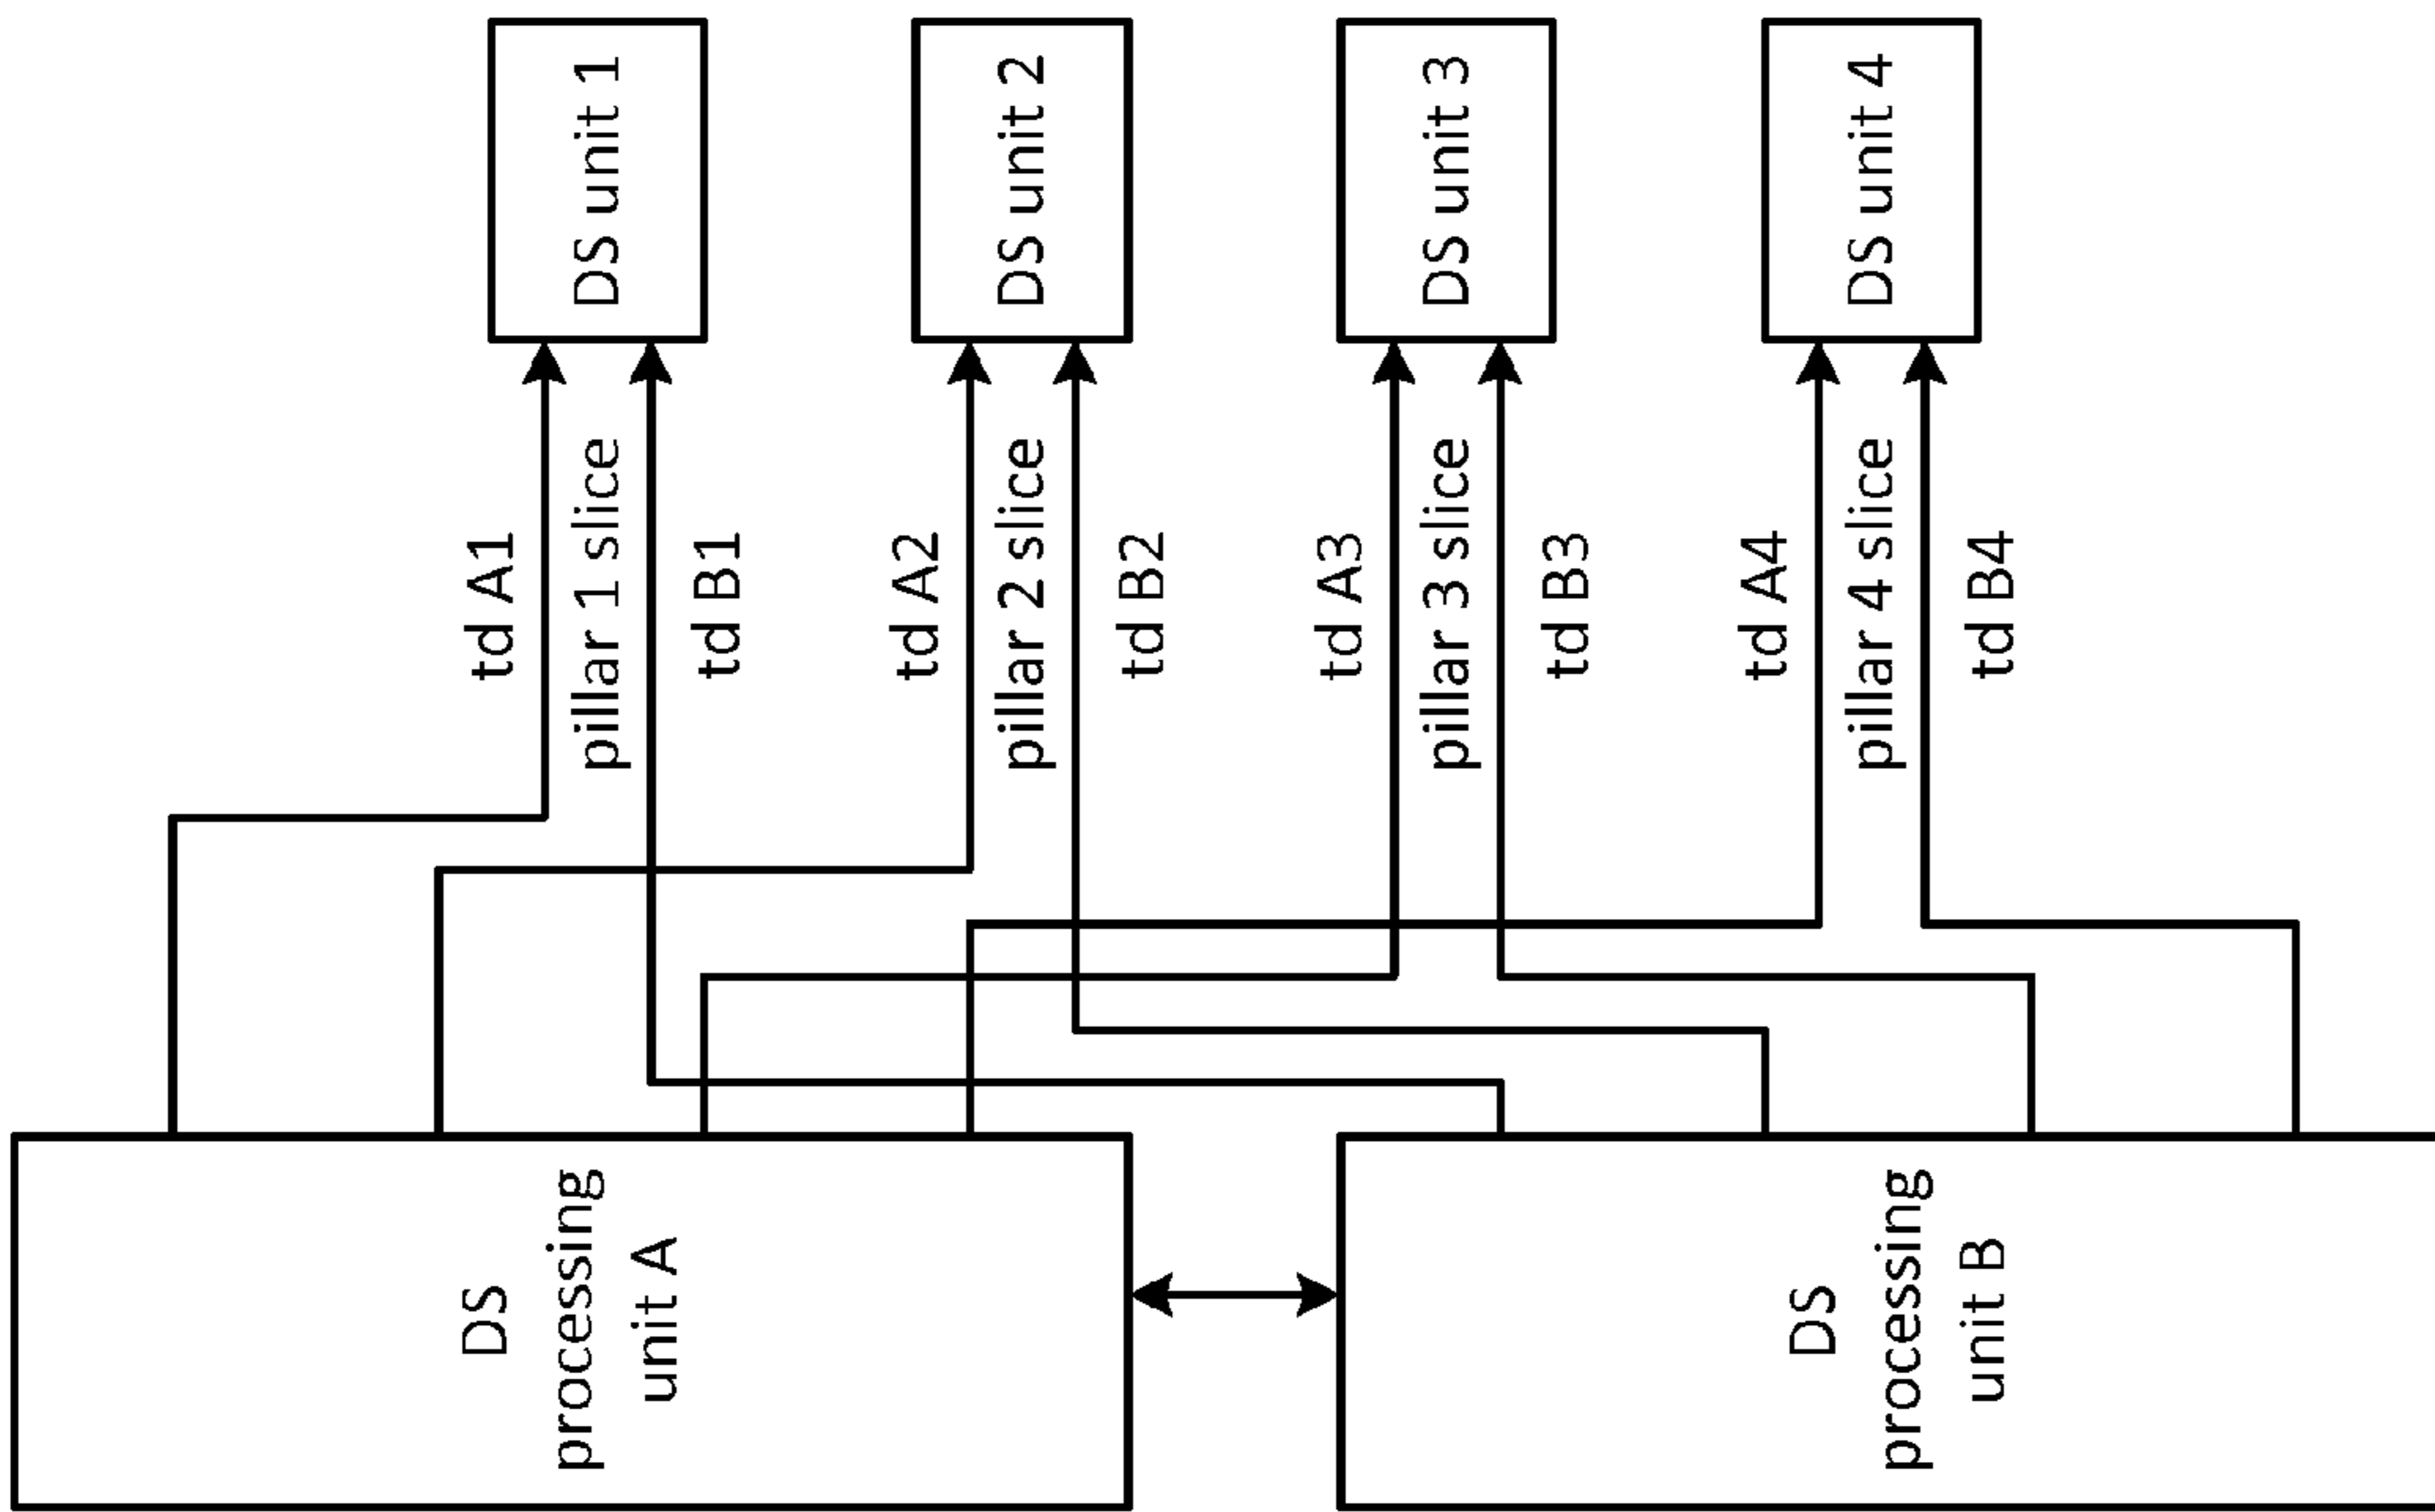 DS unit 1
DS unit 2
DS unit 3
DS unit 4
td A1
pillar 1 slice
td B1
td A2
pillar 2 slice
td B2
td A3
pillar 3 slice
td B3
td A4
pillar 4 slice
td B4
DS
processing
unit A
DS
processing
unit B